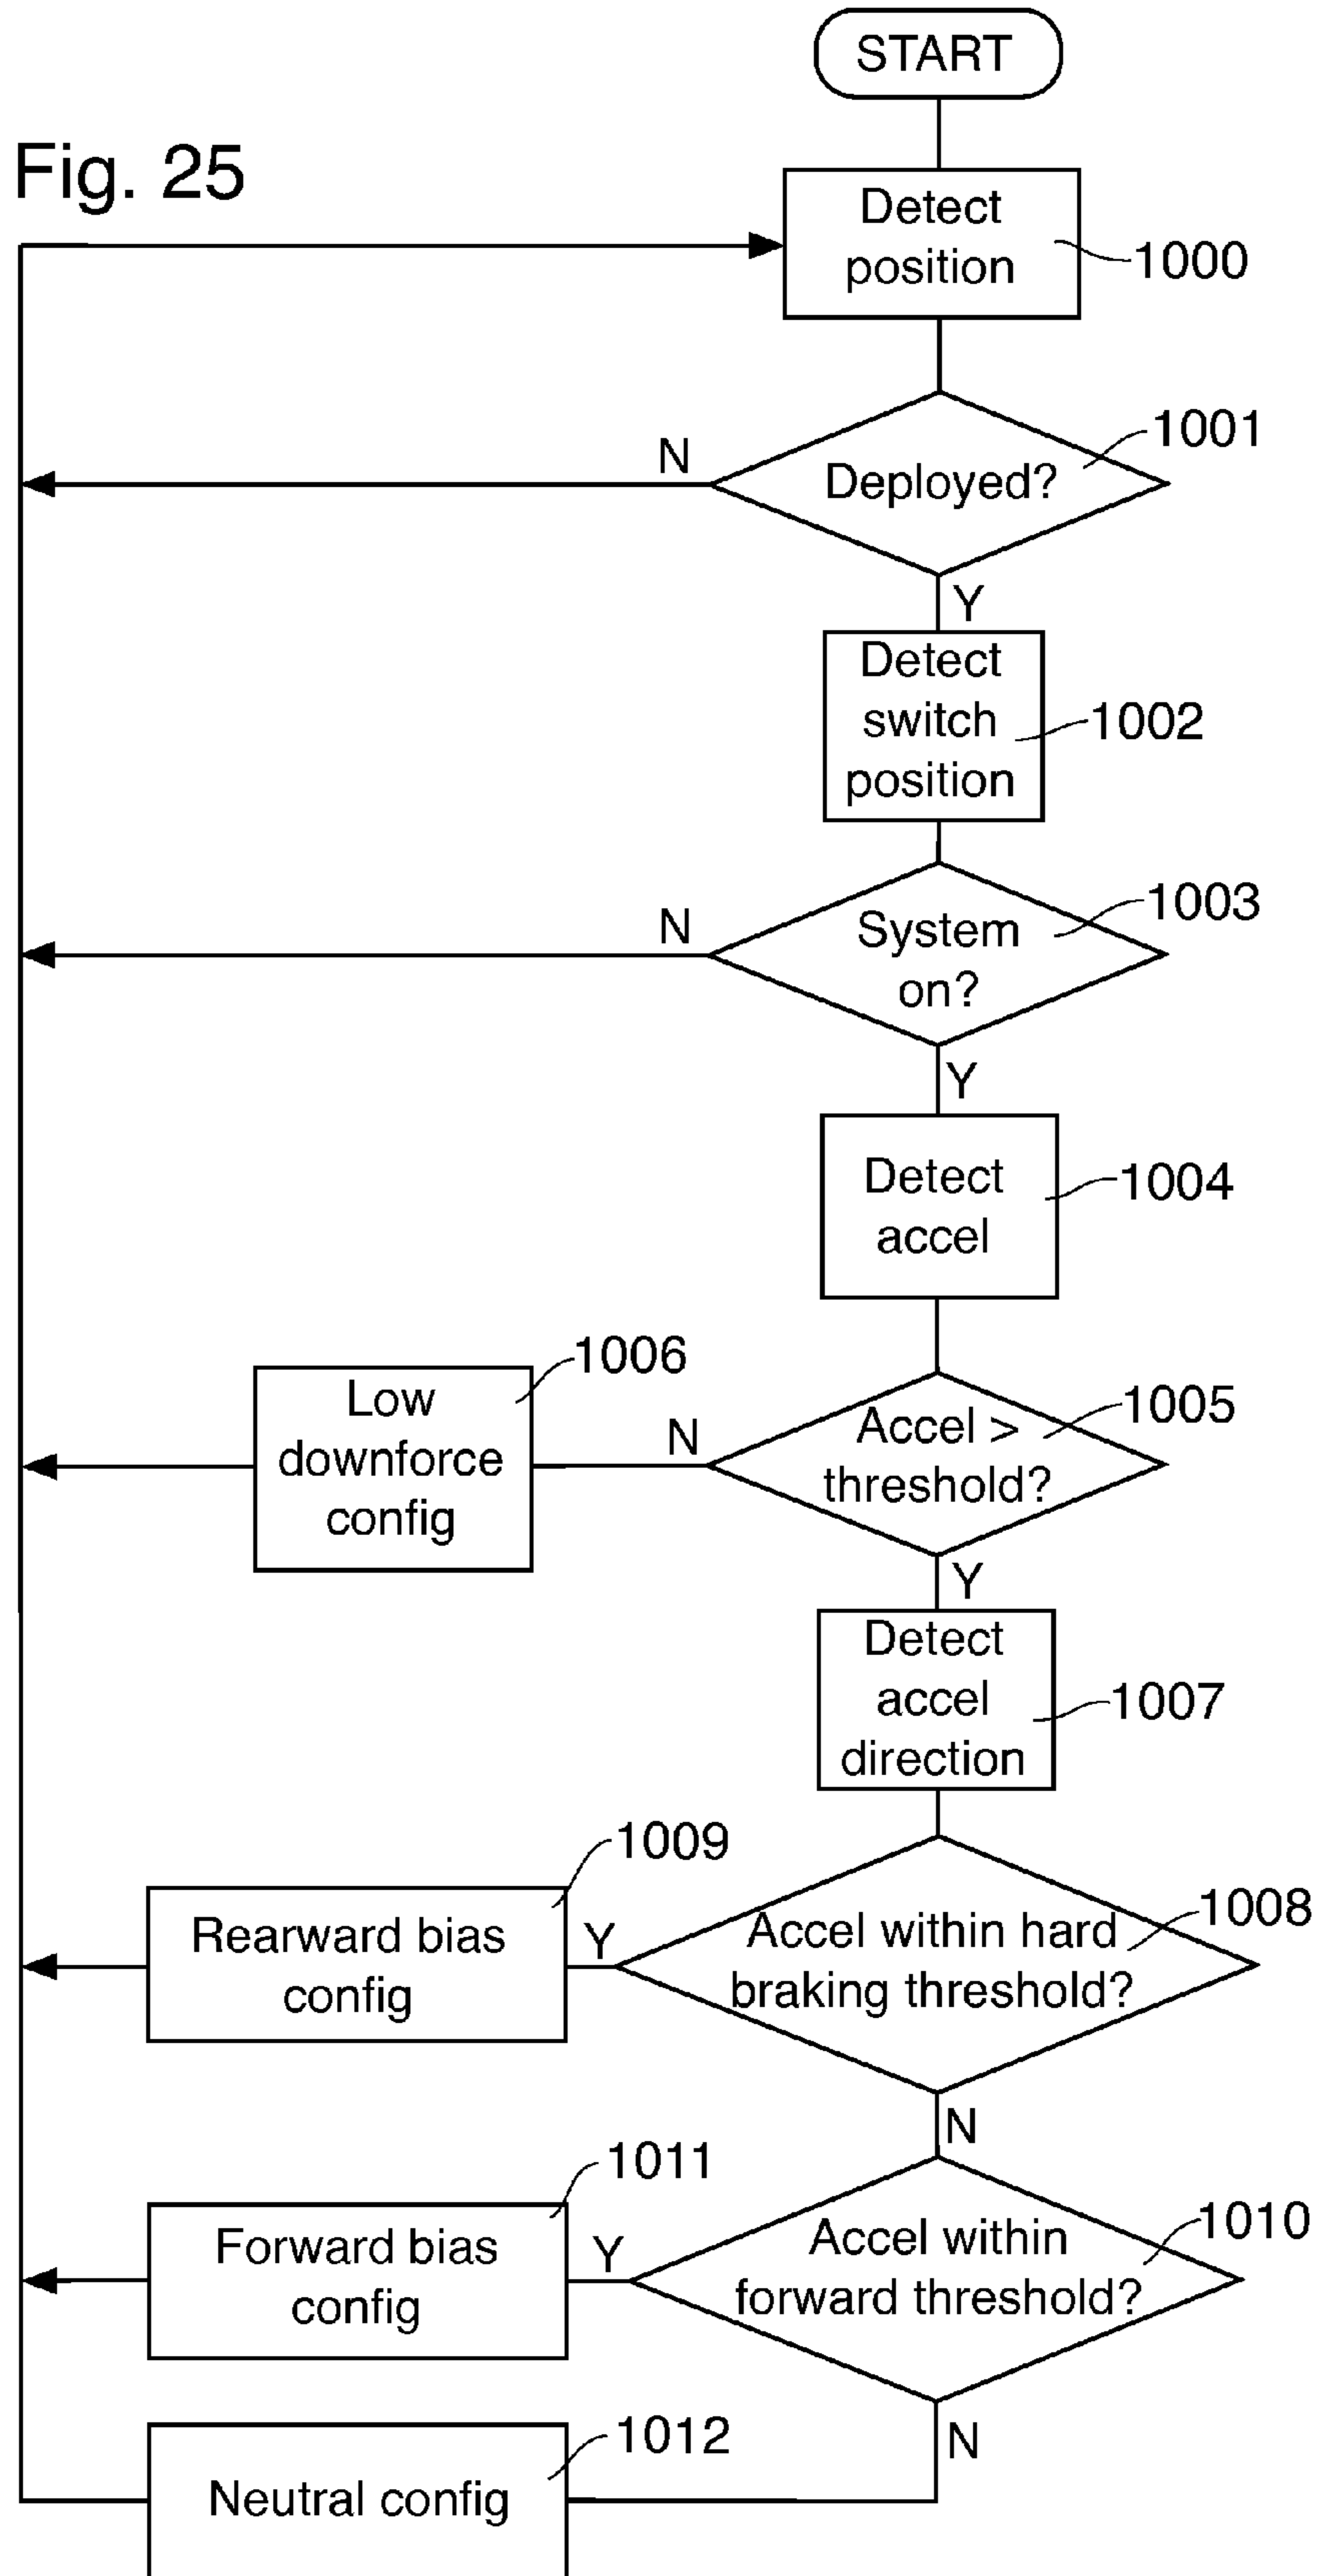 START
Fig. 25
Detect
position
1000
1001
N
Deployed?
Y
Detect
switch
position
1002
1003
N
System
on?
Y
Detect
accel
1004
1006
Low
downforce
config
N
Accel >
threshold?
1005
Y
Detect
accel
direction
1007
1009
Rearward bias
config
Y
Accel within hard
braking threshold?
1008
N
1011
Forward bias
config
Y
Accel within
forward threshold?
1010
N
1012
Neutral config